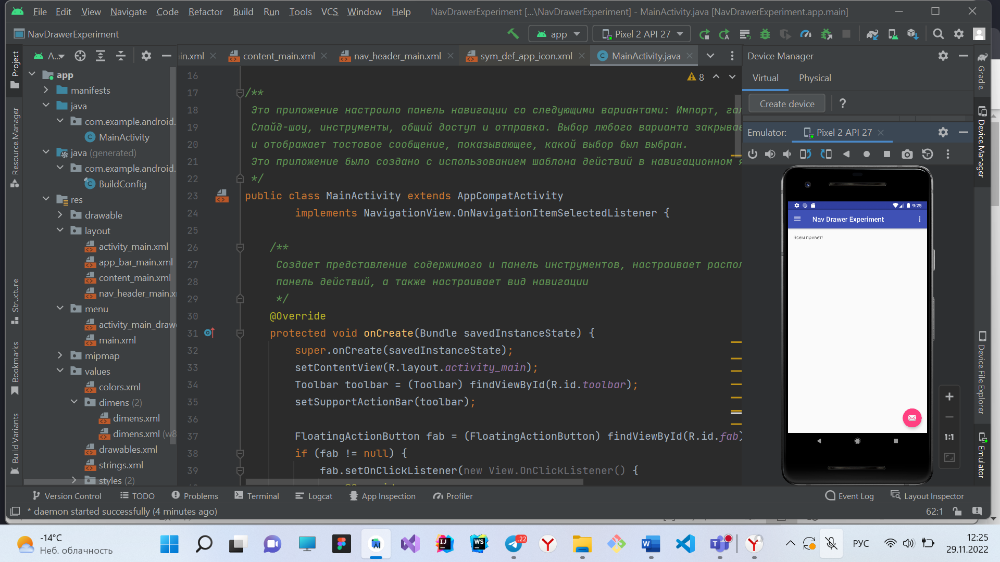 File Edit View Navigate Code Refactor Build Run Tools VCS Window Help NavDrawerExperiment [...\NavDrawerExperiment] - MainActivity.java [NavDrawerExperiment.app.main]
NavDrawerExperiment app Pixel 2 API 27
A... in.xml content_main.xml nav_header_main.xml sym_def_app_icon.xml MainActivity.java
Project
Resource Manager
Structure
Bookmarks
Build Variants
app
manifests
java
com.example.android.
MainActivity
java (generated)
com.example.android.
BuildConfig
res
drawable
layout
activity_main.xml
app_bar_main.xml
content_main.xml
nav_header_main.x
menu
activity_main_draw
main.xml
mipmap
values
colors.xml
dimens (2)
dimens.xml
dimens.xml (w8
drawables.xml
strings.xml
styles (2)
8
16
17 /**
18 Это приложение настроило панель навигации со следующими вариантами: Импорт, гал
19 Слайд-шоу, инструменты, общий доступ и отправка. Выбор любого варианта закрывае
20 и отображает тостовое сообщение, показывающее, какой выбор был выбран.
21 Это приложение было создано с использованием шаблона действий в навигационном я
22 */
23 public class MainActivity extends AppCompatActivity
24 implements NavigationView.OnNavigationItemSelectedListener {
25
26 /**
27 Создает представление содержимого и панель инструментов, настраивает распол
28 панель действий, а также настраивает вид навигации
29 */
30 @Override
31 protected void onCreate(Bundle savedInstanceState) {
32 super.onCreate(savedInstanceState);
33 setContentView(R.layout.activity_main);
34 Toolbar toolbar = (Toolbar) findViewById(R.id.toolbar);
35 setSupportActionBar(toolbar);
36
37 FloatingActionButton fab = (FloatingActionButton) findViewById(R.id.fab)
38 if (fab != null) {
39 fab.setOnClickListener(new View.OnClickListener() {
Device Manager
Virtual Physical
Create device ?
Emulator: Pixel 2 API 27
9:25
Nav Drawer Experiment
Всем привет!
1:1
Gradle
Device Manager
Device File Explorer
Emulator
Version Control TODO Problems Terminal Logcat App Inspection Profiler Event Log Layout Inspector
* daemon started successfully (4 minutes ago) 62:1
-14°C
Неб. облачность
..22
РУС
12:25
29.11.2022